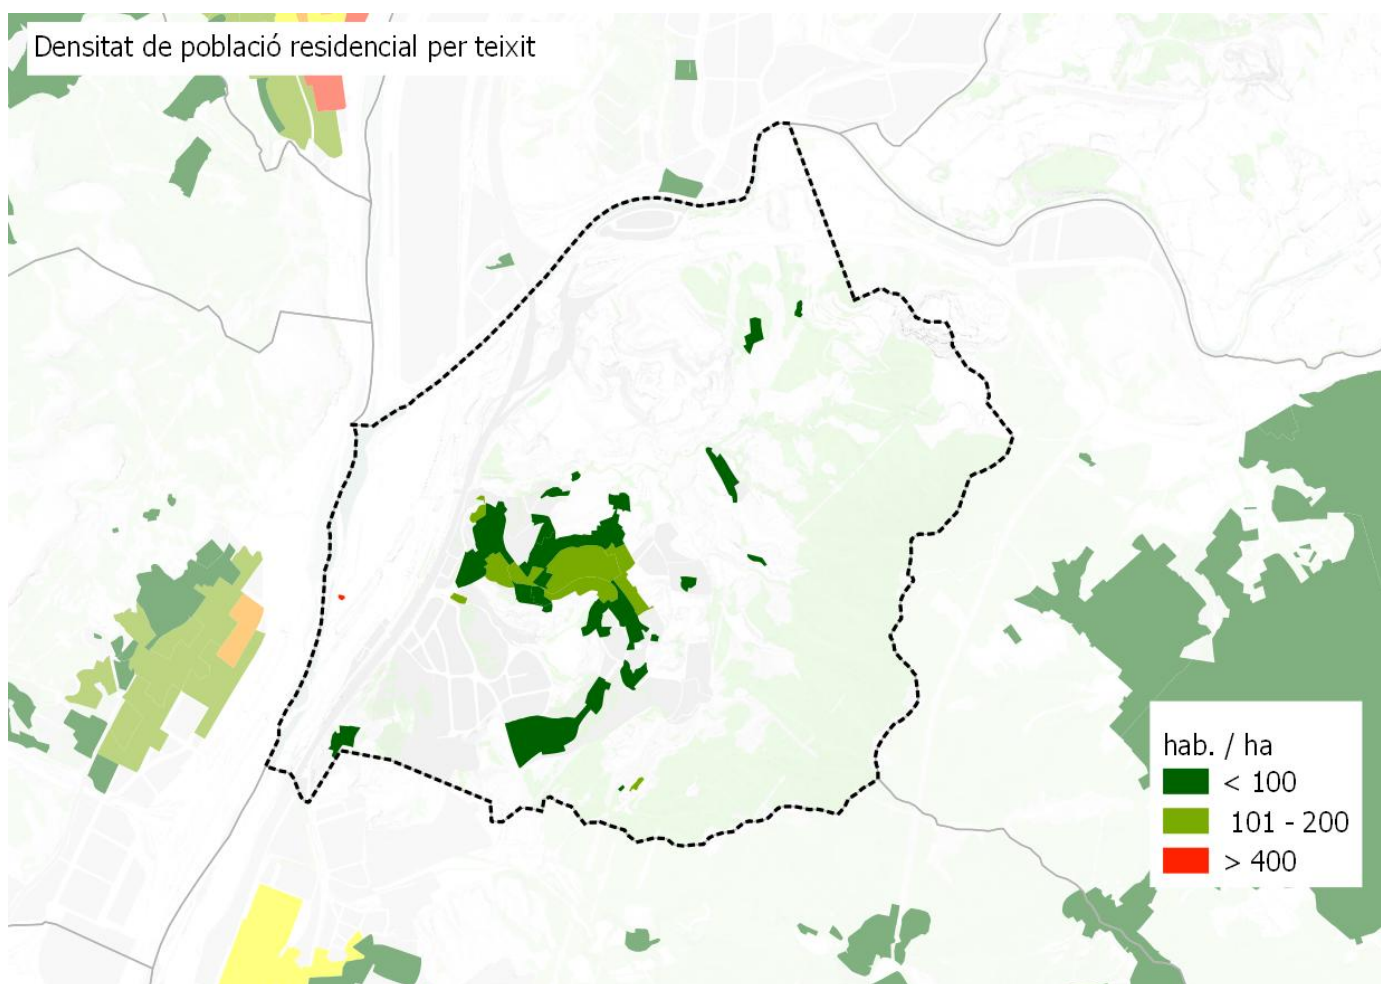 Densitat de població residencial per teixit
hab. / ha
< 100
101 - 200
> 400